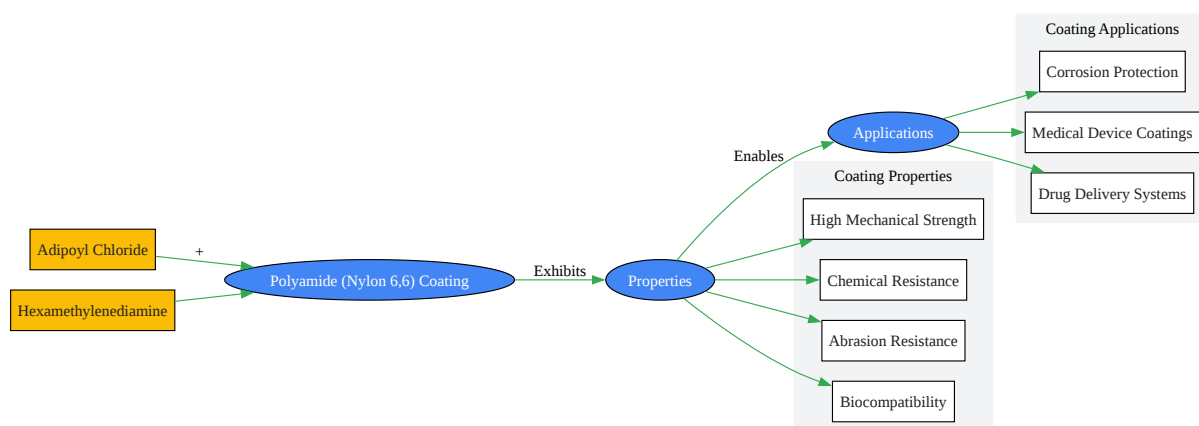 Adipoyl Chloride
+
Hexamethylenediamine
Polyamide (Nylon 6,6) Coating
Exhibits
Properties
Enables
Applications
Coating Properties
High Mechanical Strength
Chemical Resistance
Abrasion Resistance
Biocompatibility
Coating Applications
Corrosion Protection
Medical Device Coatings
Drug Delivery Systems